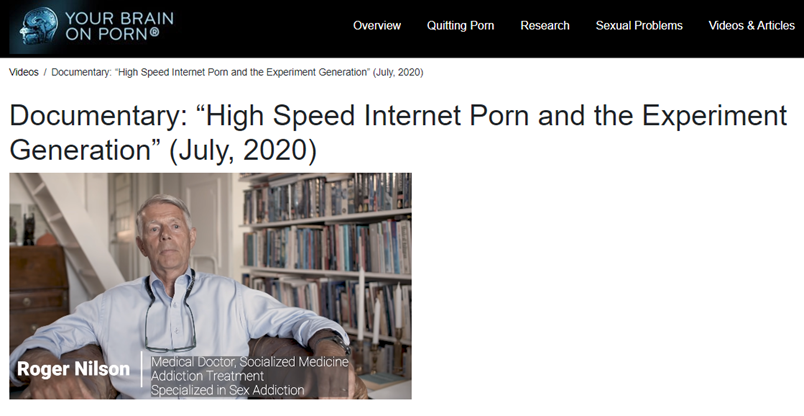 YOUR BRAIN
ON PORN®
Overview
Quitting Porn
Research
Sexual Problems
Videos & Articles
Videos / Documentary: “High Speed Internet Porn and the Experiment Generation” (July, 2020)
Documentary: “High Speed Internet Porn and the Experiment
Generation” (July, 2020)
Roger Nilson
Medical Doctor, Socialized Medicine
Addiction Treatment
Specialized in Sex Addiction